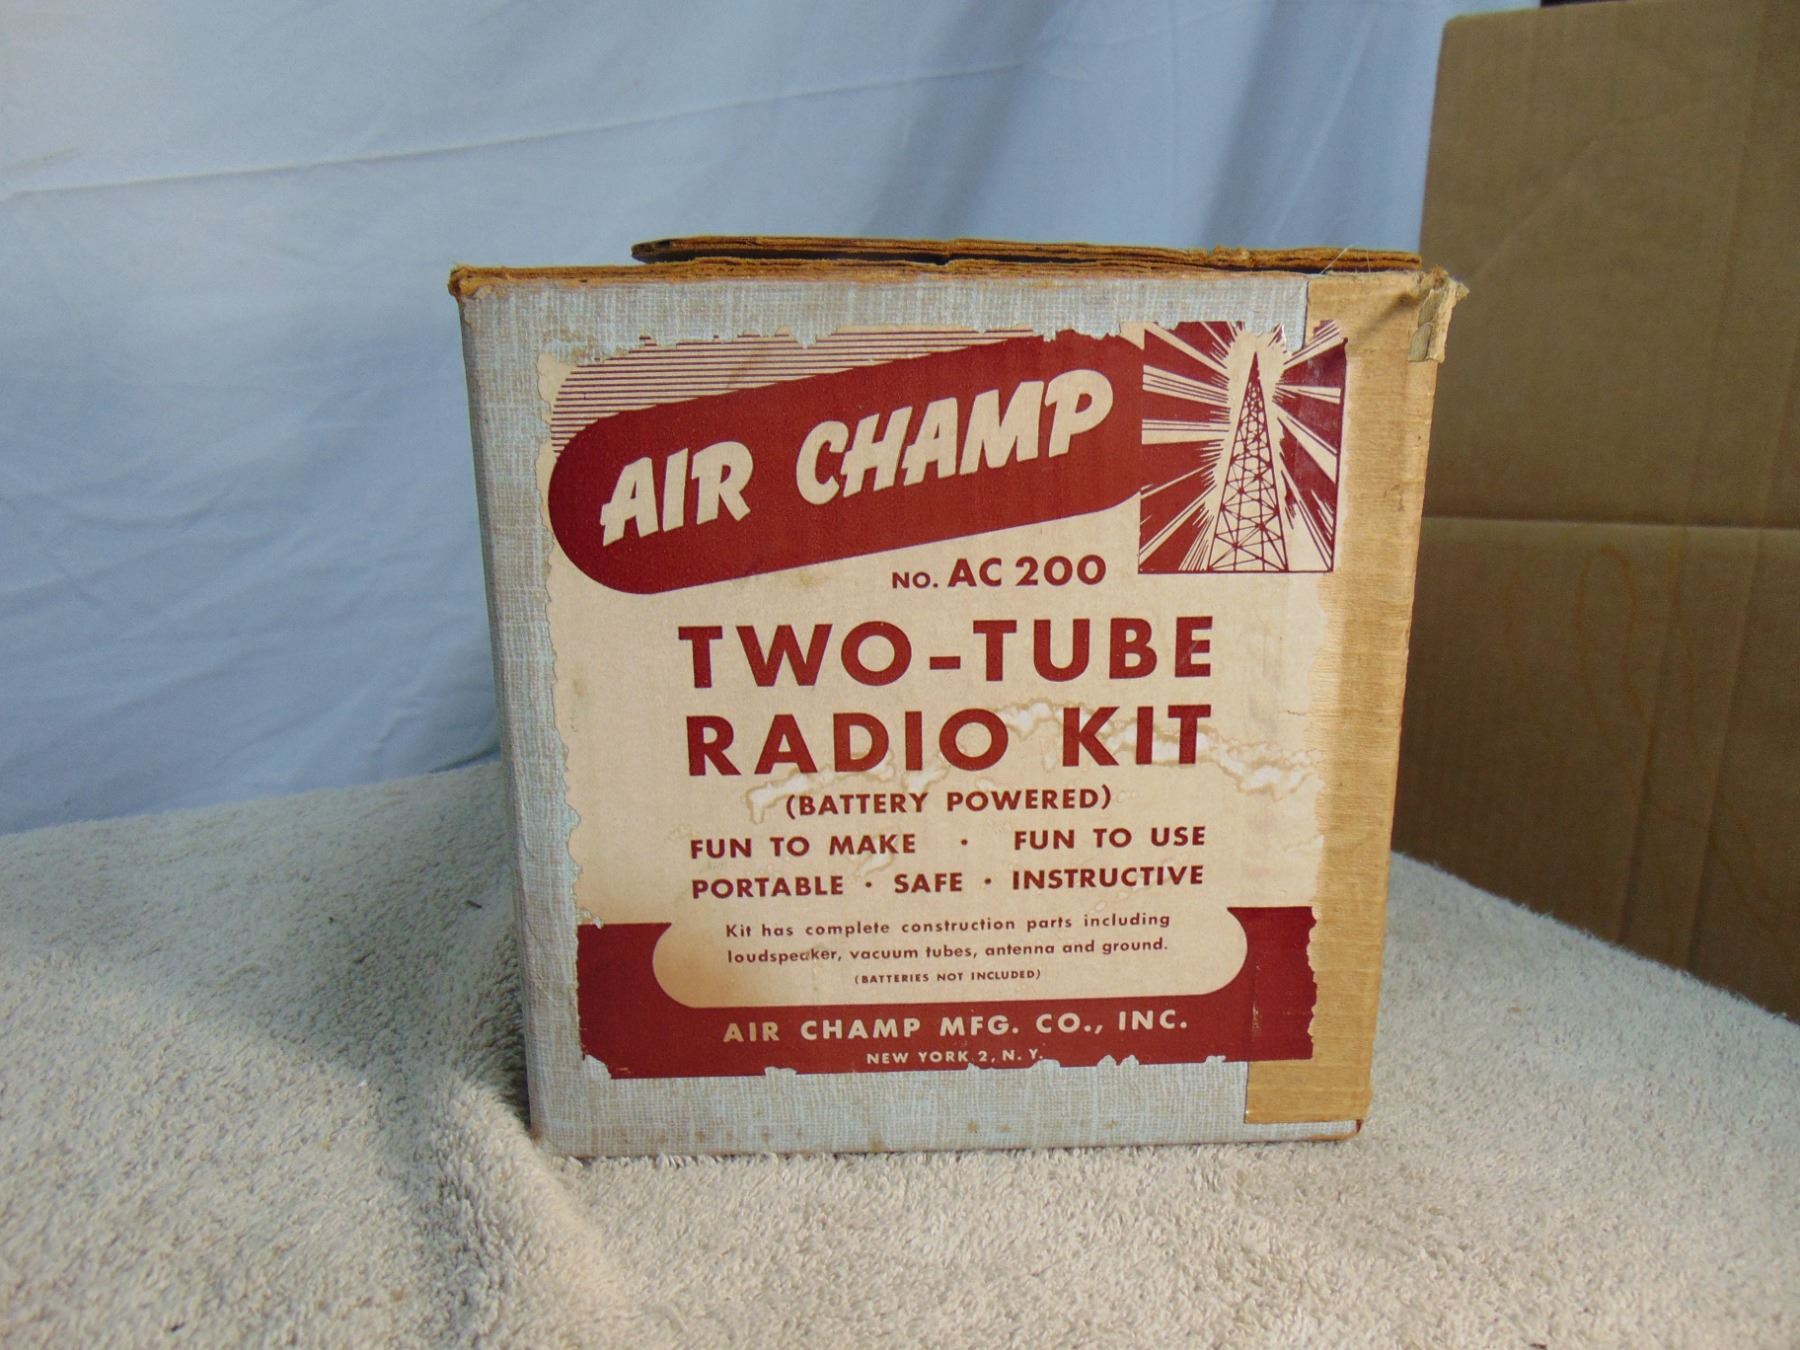 AIR CHAMP
NO. AC 200
TWO-TUBE
RADIO KIT
(BATTERY POWERED)
FUN TO MAKE • FUN TO USE
PORTABLE • SAFE • INSTRUCTIVE
Kit has complete construction parts including
loudspeaker, vacuum tubes, antenna and ground.
(BATTERIES NOT INCLUDED)
AIR CHAMP MFG. CO., INC.
NEW YORK 2, N. Y.